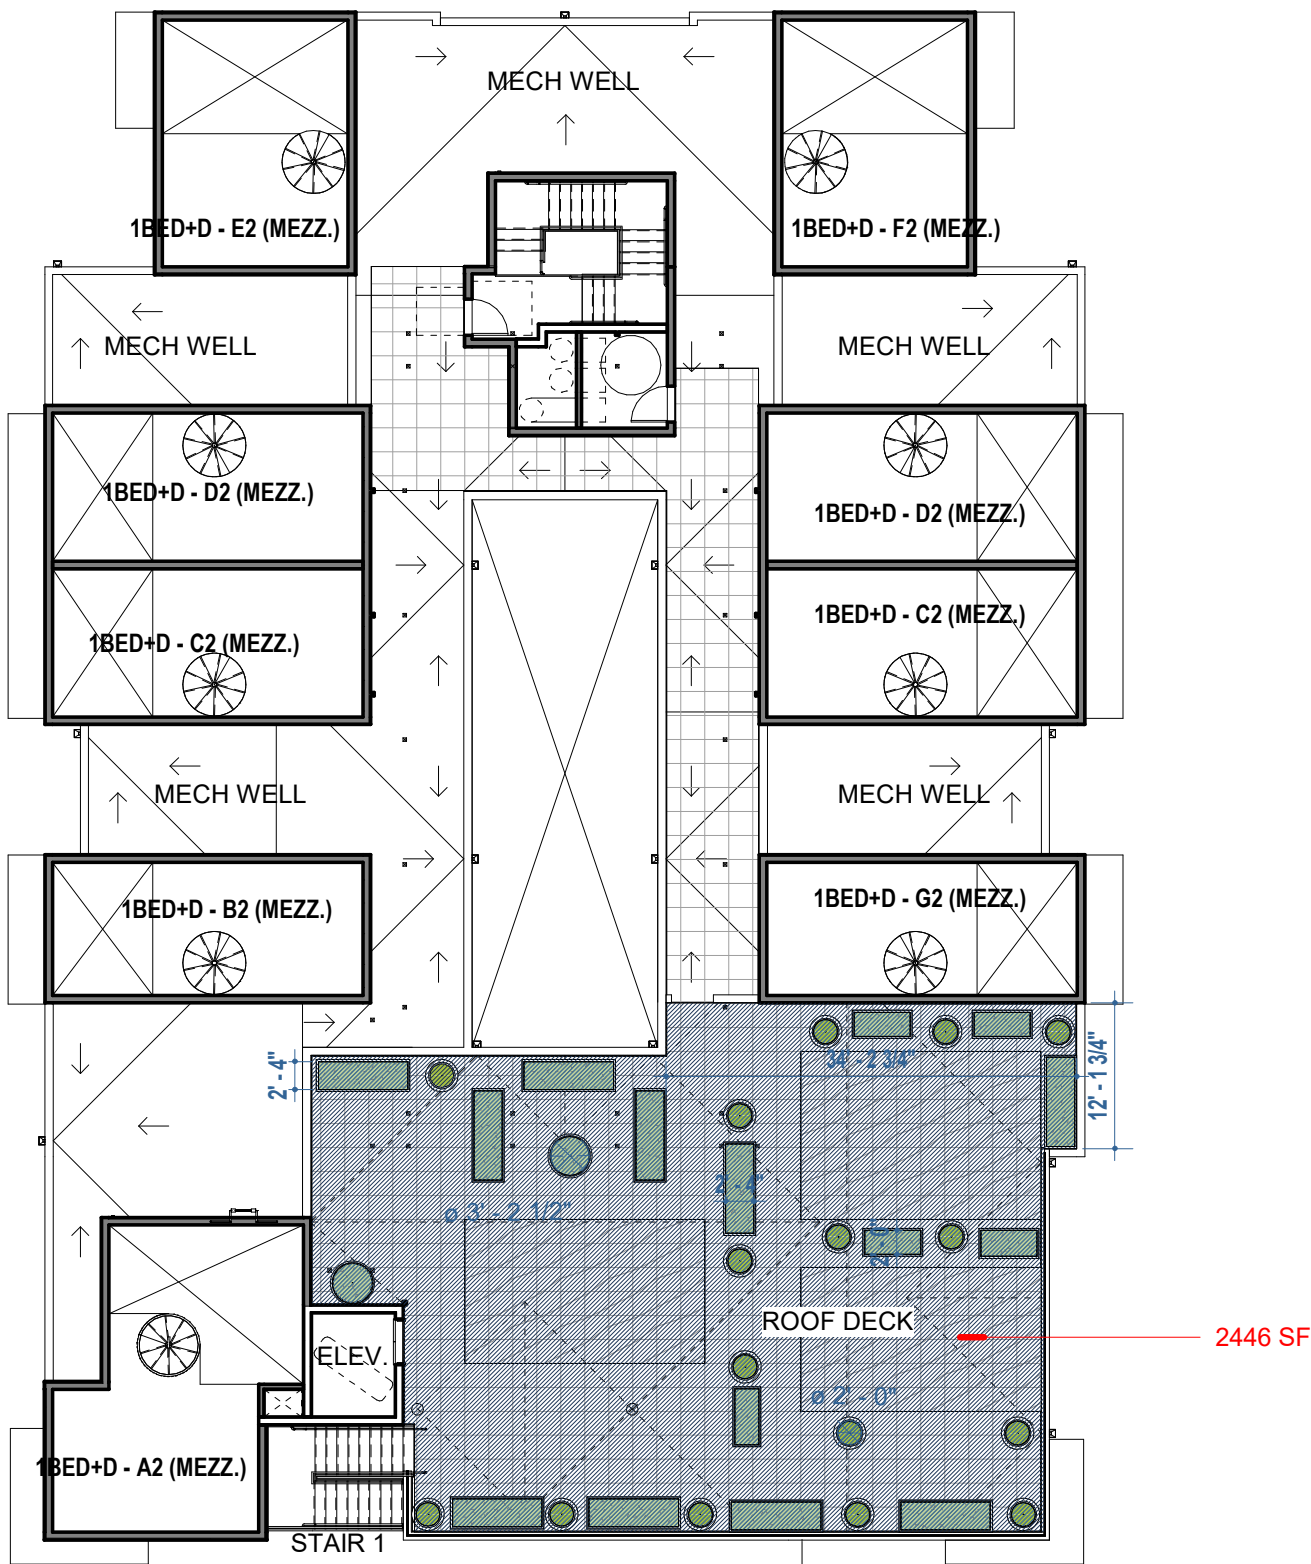 MECH WELL
1BED+D - E2 (MEZZ.)
1BED+D - F2 (MEZZ.)
MECH WELL
MECH WELL
1BED+D - D2 (MEZZ.)
1BED+D - D2 (MEZZ.)
1BED+D - C2 (MEZZ.)
1BED+D - C2 (MEZZ.)
MECH WELL
MECH WELL
1BED+D - B2 (MEZZ.)
1BED+D - G2 (MEZZ.)
2' - 4"
34' - 2 3/4"
12' - 1 3/4"
2' - 4"
ø 3' - 2 1/2"
2' - 0"
ROOF DECK
2446 SF
ELEV.
ø 2' - 0"
1BED+D - A2 (MEZZ.)
STAIR 1